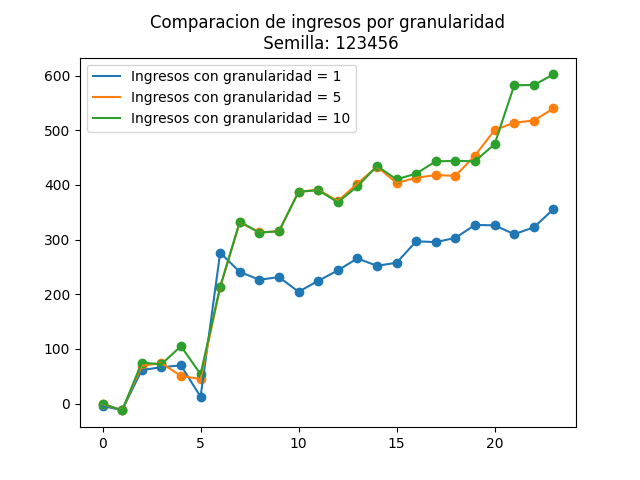 Comparacion de ingresos por granularidad
Semilla: 123456
Ingresos con granularidad = 1
Ingresos con granularidad = 5
Ingresos con granularidad = 10
600
500
400
300
200
100
0
0 5 10 15 20